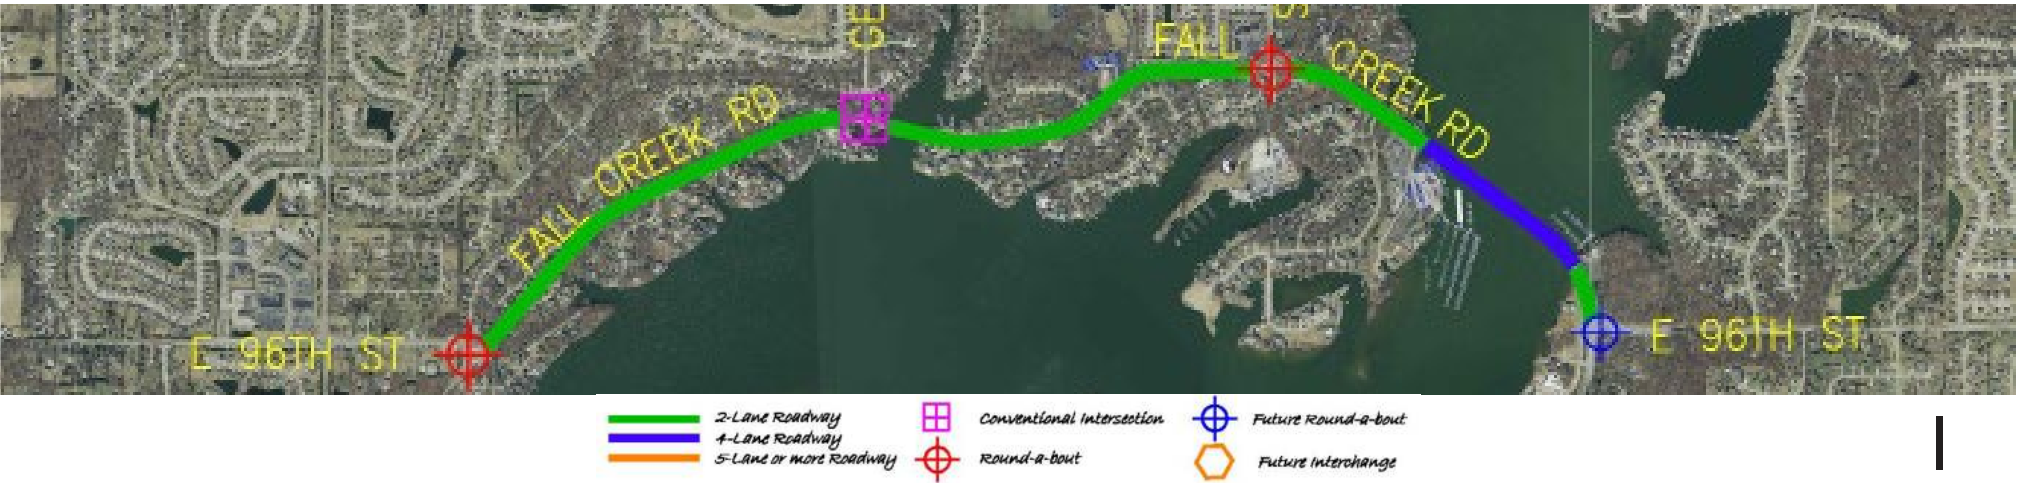 GE
S
FALL
CREEK RD
FALL CREEK RD
E 96TH ST
E 96TH ST
2-Lane Roadway
4-Lane Roadway
5-Lane or more Roadway
Conventional Intersection
Round-a-bout
Future Round-a-bout
Future Interchange